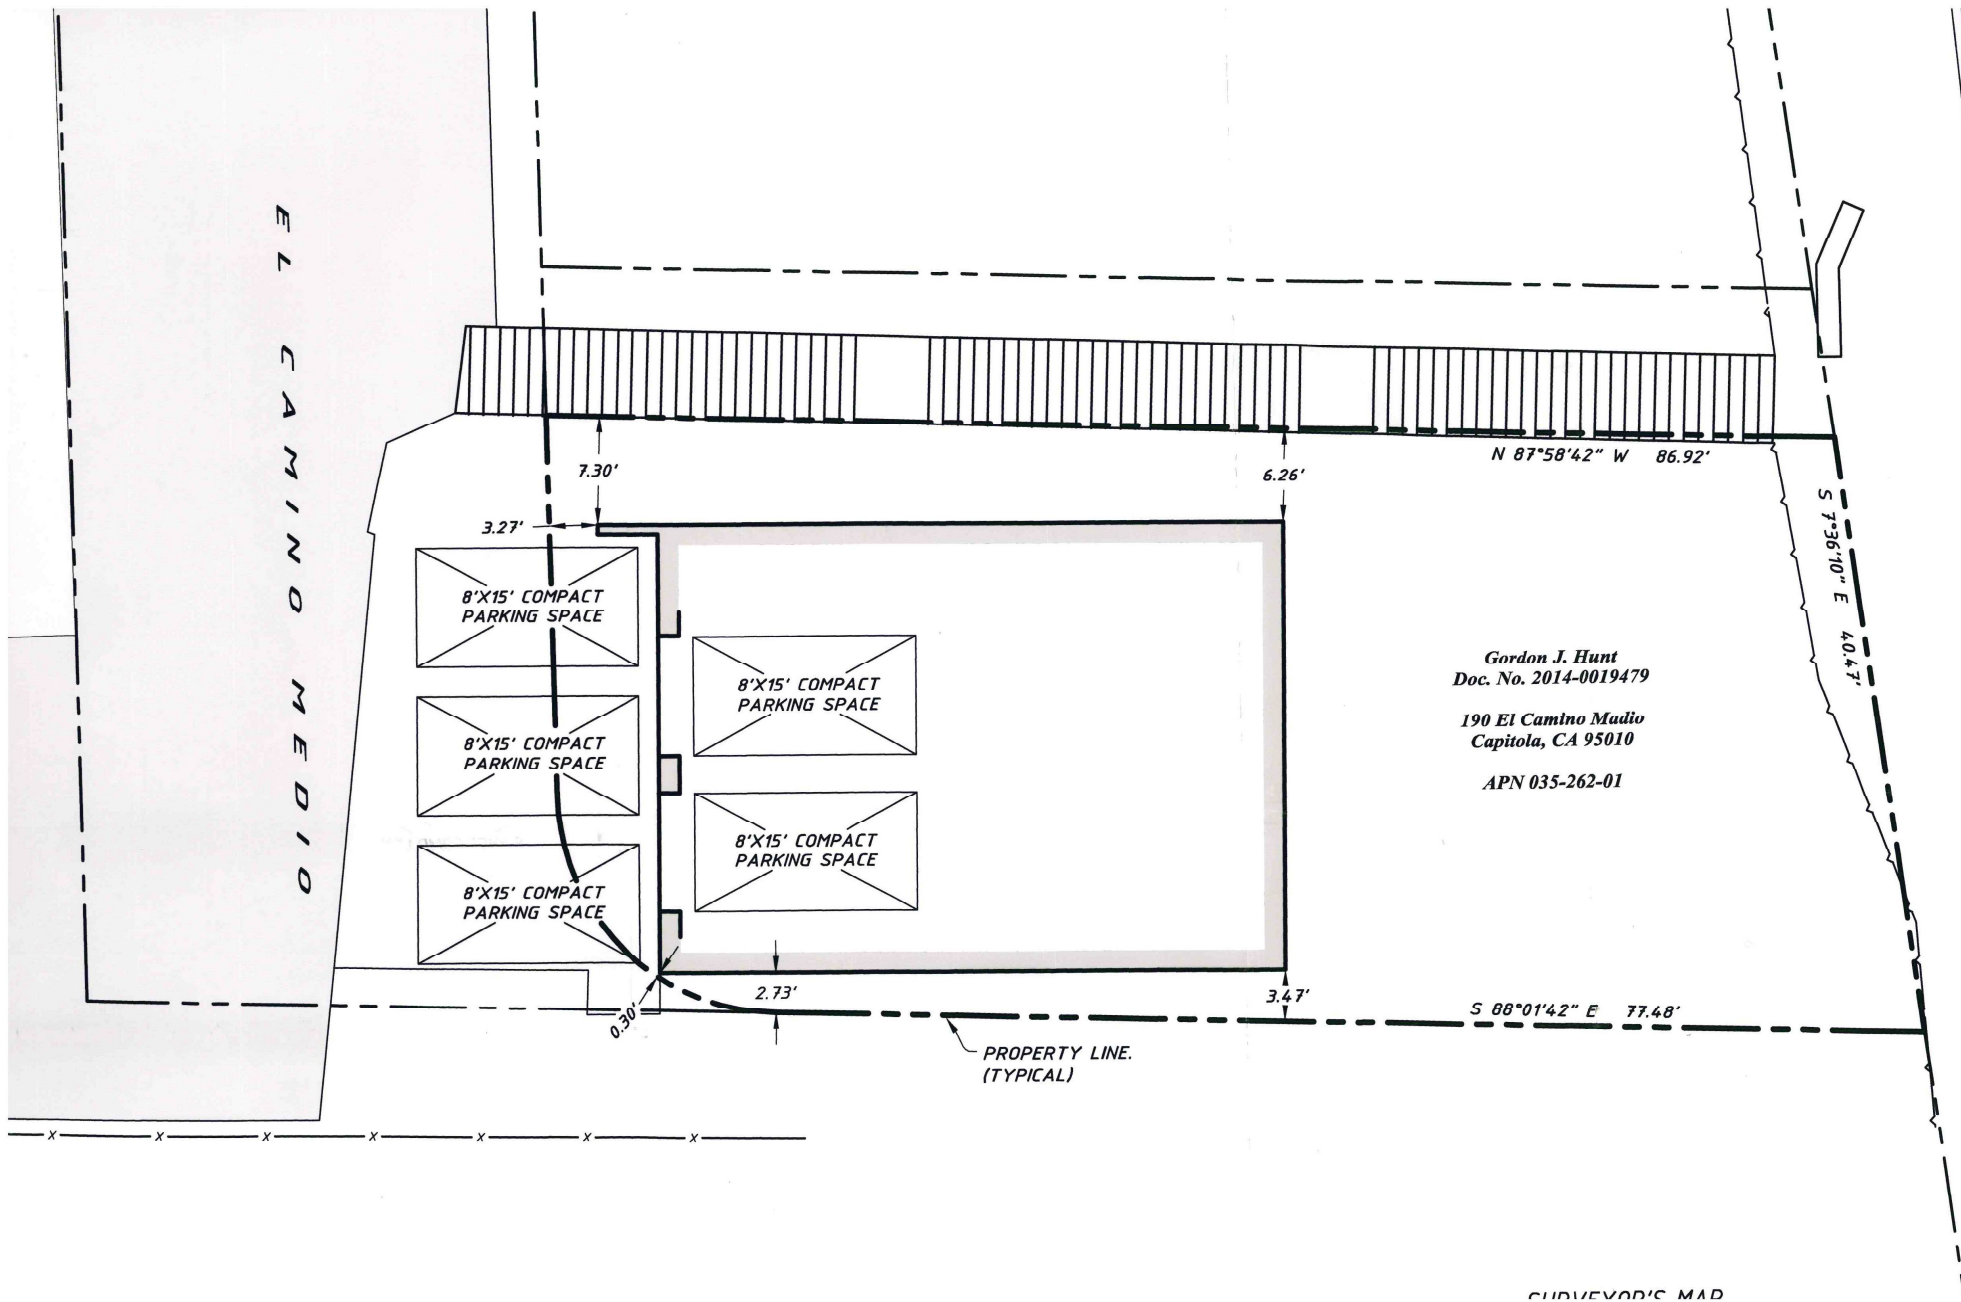 EL CAMINO MEDIO
7.30'
6.26'
N 87°58'42" W 86.92'
3.27'
S 7°36'10" E 40.47'
8'X15' COMPACT
PARKING SPACE
8'X15' COMPACT
PARKING SPACE
8'X15' COMPACT
PARKING SPACE
8'X15' COMPACT
PARKING SPACE
8'X15' COMPACT
PARKING SPACE
Gordon J. Hunt
Doc. No. 2014-0019479
190 El Camino Madio
Capitola, CA 95010
APN 035-262-01
0.30'
2.73'
3.47'
S 88°01'42" E 77.48'
PROPERTY LINE.
(TYPICAL)
X X X X X X X
SURVEYOR'S MAP